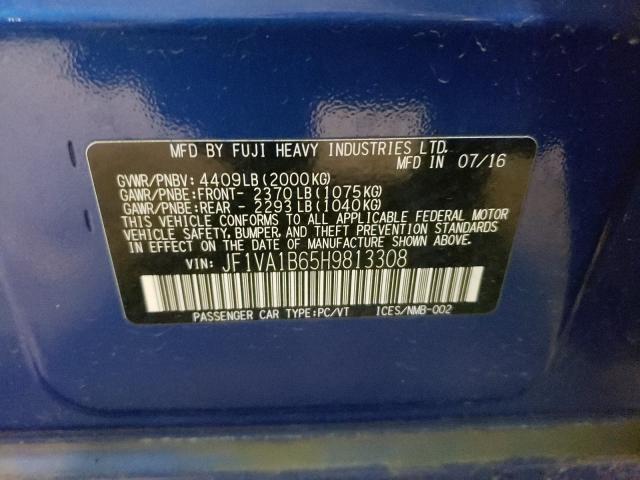 MFD BY FUJI HEAVY INDUSTRIES LTD.
MFD IN 07/16
GVWR/PNBV: 4409LB(2000KG)
GAWR/PNBE:FRONT- 2370LB(1075KG)
GAWR/PNBE:REAR - 2293LB(1040KG)
THIS VEHICLE CONFORMS TO ALL APPLICABLE FEDERAL MOTOR
VEHICLE SAFETY, BUMPER, AND THEFT PREVENTION STANDARDS
IN EFFECT ON THE DATE OF MANUFACTURE SHOWN ABOVE.
VIN: JF1VA1B65H9813308
PASSENGER CAR TYPE:PC/VT ICES/NMB-002